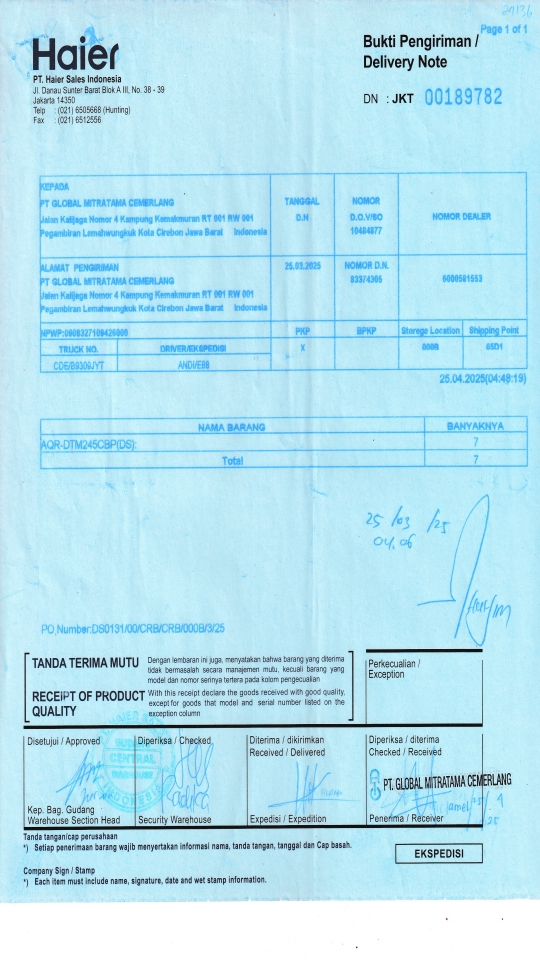 Page 1 of 1
Haier
PT. Haier Sales Indonesia
Jl. Danau Sunter Barat Blok A III, No. 38 - 39
Jakarta 14350
Telp : (021) 6505668 (Hunting)
Fax : (021) 6512556
Bukti Pengiriman /
Delivery Note
DN : JKT 00189782
KEPADA
PT GLOBAL MITRATAMA CEMERLANG
Jalan Kalijaga Nomor 4 Kampung Kemakmuran RT 001 RW 001
Pegambiran Lemahwungkuk Kota Cirebon Jawa Barat Indonesia
TANGGAL
D.N
NOMOR
D.O.V/SO
10484877
NOMOR DEALER
ALAMAT PENGIRIMAN
PT GLOBAL MITRATAMA CEMERLANG
Jalan Kalijaga Nomor 4 Kampung Kemakmuran RT 001 RW 001
Pegambiran Lemahwungkuk Kota Cirebon Jawa Barat Indonesia
25.03.2025
NOMOR D.N.
83374305
6000581553
PKP
BPKP
Storege Location
Shipping Point
TRUCK NO.
DRIVER/EKSPEDISI
X
000B
05D1
CDE/B9309JYT
ANDI/E88
25.04.2025(04:48:19)
NAMA BARANG
BANYAKNYA
AQR-DTM245CBP(DS):
7
Total
7
25/03/25
04.06
PO Number:DS0131/00/CRB/CRB/000B/3/25
TANDA TERIMA MUTU
Dengan lembaran ini juga, menyatakan bahwa barang yang diterima
tidak bermasalah secara manajemen mutu, kecuali barang yang
model dan nomor serinya tertera pada kolom pengecualian
RECEIPT OF PRODUCT
QUALITY
With this receipt declare the goods received with good quality,
except for goods that model and serial number listed on the
exception column
Perkecualian /
Exception
Disetujui / Approved
Diperiksa / Checked
Diterima / dikirimkan
Received / Delivered
Diperiksa / diterima
Checked / Received
CENTRAL
WAREHOUSE
INDONESIA
PT. GLOBAL MITRATAMA CEMERLANG
Kep. Bag. Gudang
Warehouse Section Head
Security Warehouse
Expedisi / Expedition
Penerima / Receiver
Tanda tangan/cap perusahaan
*) Setiap penerimaan barang wajib menyertakan informasi nama, tanda tangan, tanggal dan Cap basah.
EKSPEDISI
Company Sign / Stamp
*) Each item must include name, signature, date and wet stamp information.